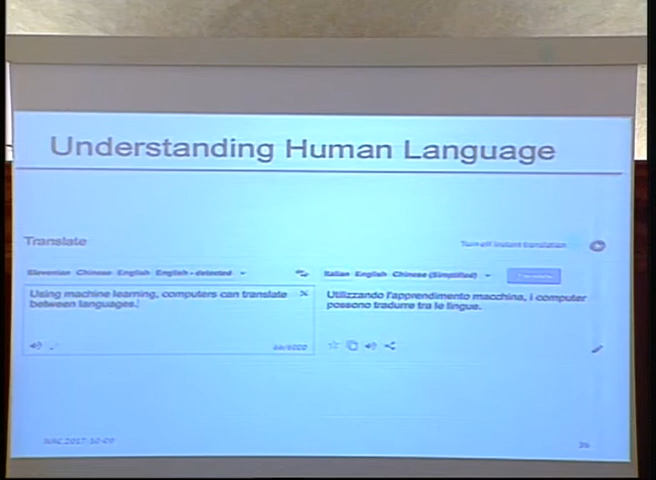 Understanding Human Language
Translate
Turn off instant translation
Slovenian Chinese English English - detected
Italian English Chinese (Simplified)
Using machine learning, computers can translate
between languages.
Utilizzando l'apprendimento macchina, i computer
possono tradurre tra le lingue.